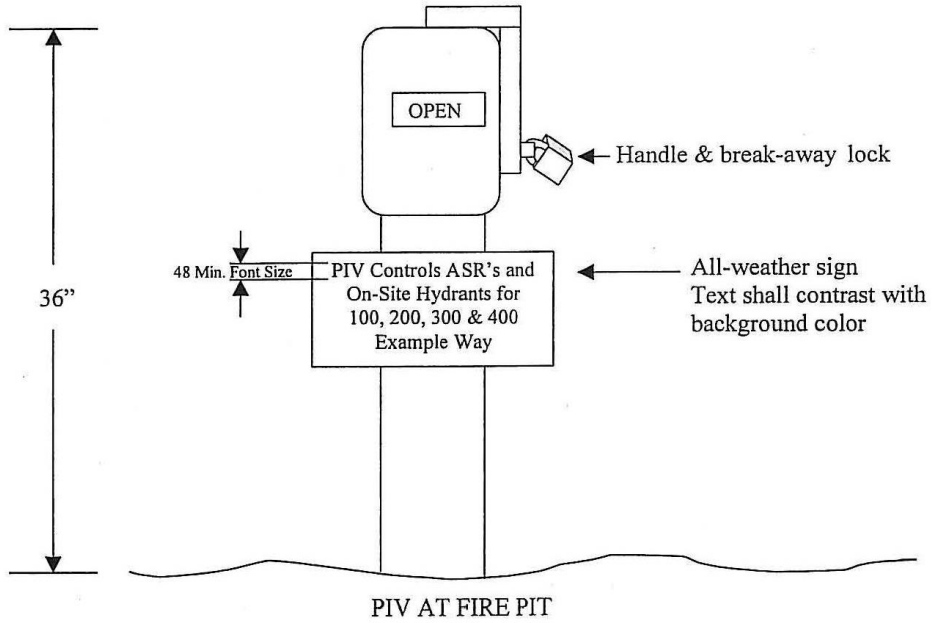 OPEN
Handle & break-away lock
48 Min. Font Size
PIV Controls ASR's and
On-Site Hydrants for
100, 200, 300 & 400
Example Way
All-weather sign
Text shall contrast with
background color
36”
PIV AT FIRE PIT